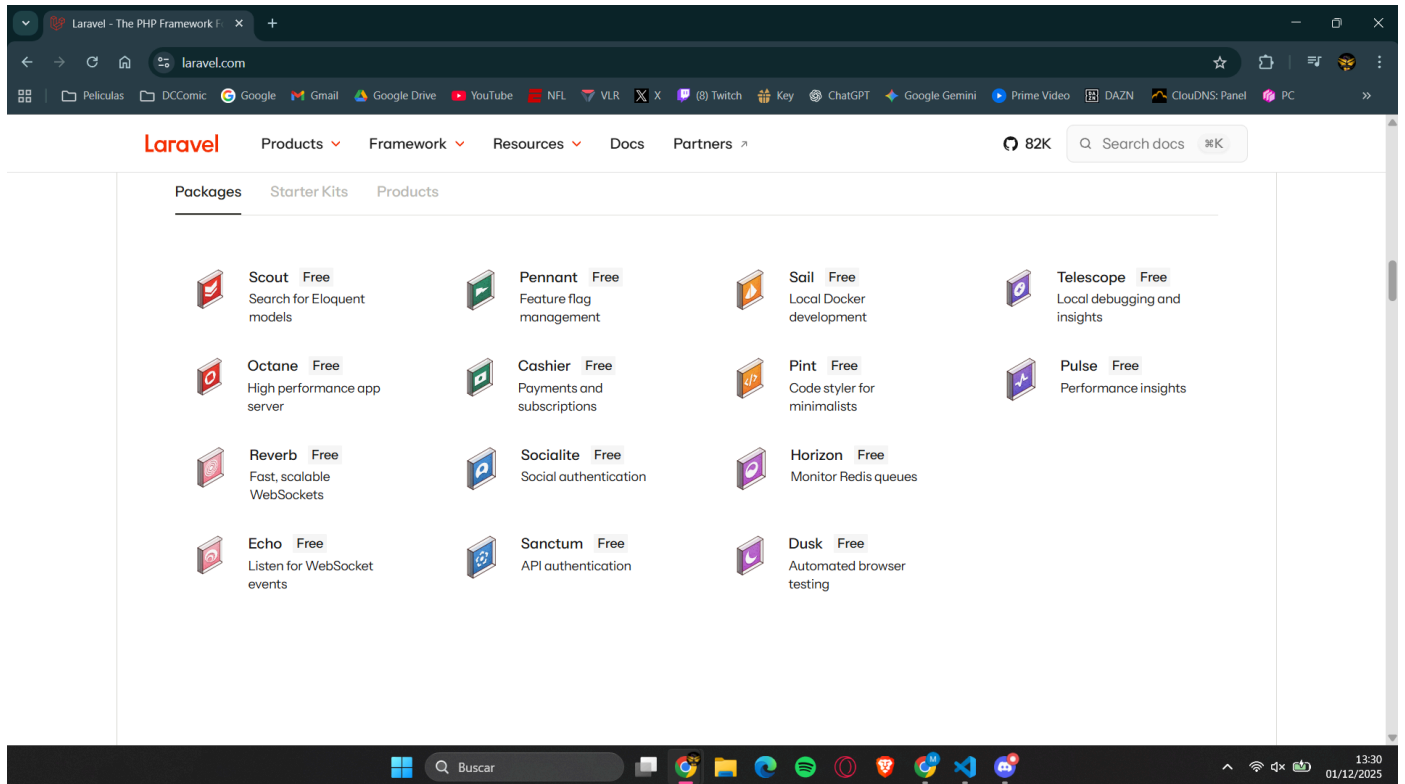 Laravel - The PHP Framework F
laravel.com
Peliculas DCComic Google Gmail Google Drive YouTube NFL VLR X (8) Twitch Key ChatGPT Google Gemini Prime Video DAZN ClouDNS: Panel PC »
Laravel Products Framework Resources Docs Partners ↗ 82K Search docs ⌘K
Packages Starter Kits Products
Scout Free
Search for Eloquent
models
Pennant Free
Feature flag
management
Sail Free
Local Docker
development
Telescope Free
Local debugging and
insights
Octane Free
High performance app
server
Cashier Free
Payments and
subscriptions
Pint Free
Code styler for
minimalists
Pulse Free
Performance insights
Reverb Free
Fast, scalable
WebSockets
Socialite Free
Social authentication
Horizon Free
Monitor Redis queues
Echo Free
Listen for WebSocket
events
Sanctum Free
API authentication
Dusk Free
Automated browser
testing
Buscar
13:30
01/12/2025